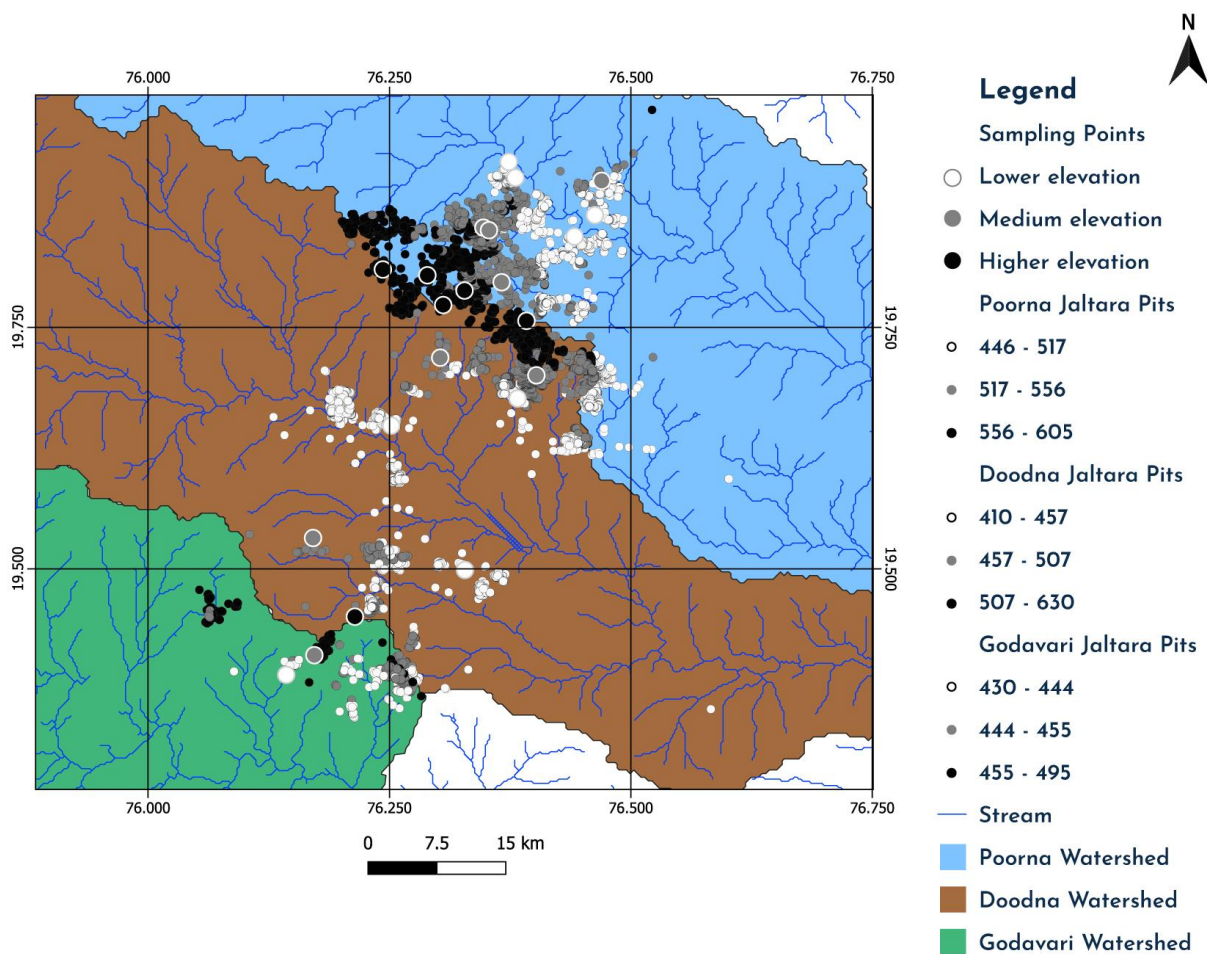 N
76.000 76.250 76.500 76.750
19.750 19.750
19.500 19.500
76.000 76.250 76.500 76.750
0 7.5 15 km
Legend
Sampling Points
Lower elevation
Medium elevation
Higher elevation
Poorna Jaltara Pits
446 - 517
517 - 556
556 - 605
Doodna Jaltara Pits
410 - 457
457 - 507
507 - 630
Godavari Jaltara Pits
430 - 444
444 - 455
455 - 495
Stream
Poorna Watershed
Doodna Watershed
Godavari Watershed